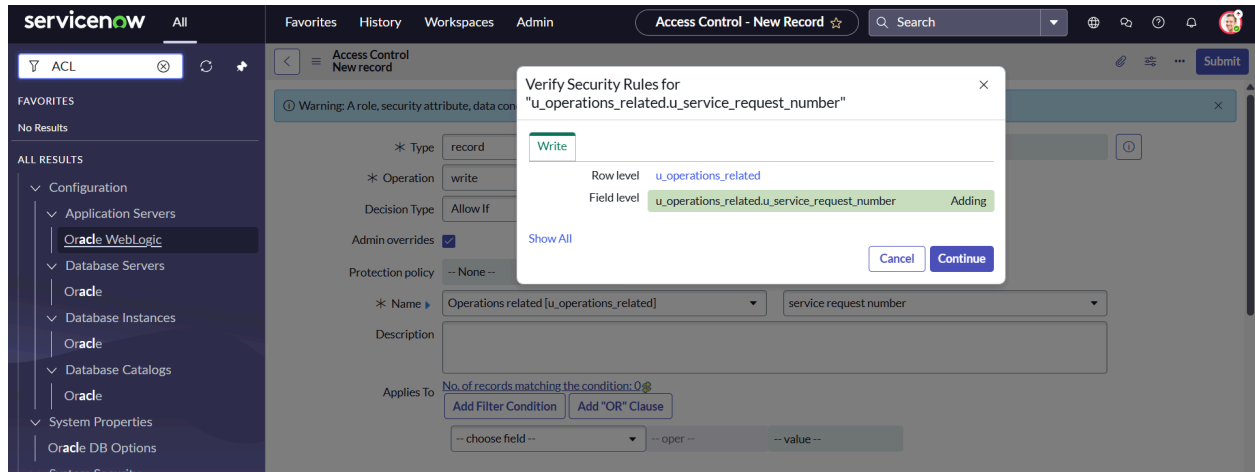 servicenow All Favorites History Workspaces Admin Access Control - New Record Search
ACL
FAVORITES
No Results
ALL RESULTS
Configuration
Application Servers
Oracle WebLogic
Database Servers
Oracle
Database Instances
Oracle
Database Catalogs
Oracle
System Properties
Oracle DB Options
Access Control
New record
Submit
Warning: A role, security attribute, data con
* Type record
* Operation write
Decision Type Allow If
Admin overrides
Protection policy -- None --
* Name Operations related [u_operations_related] service request number
Description
Applies To No. of records matching the condition: 0
Add Filter Condition Add "OR" Clause
-- choose field -- -- oper -- -- value --
Verify Security Rules for
"u_operations_related.u_service_request_number"
Write
Row level u_operations_related
Field level u_operations_related.u_service_request_number Adding
Show All
Cancel Continue